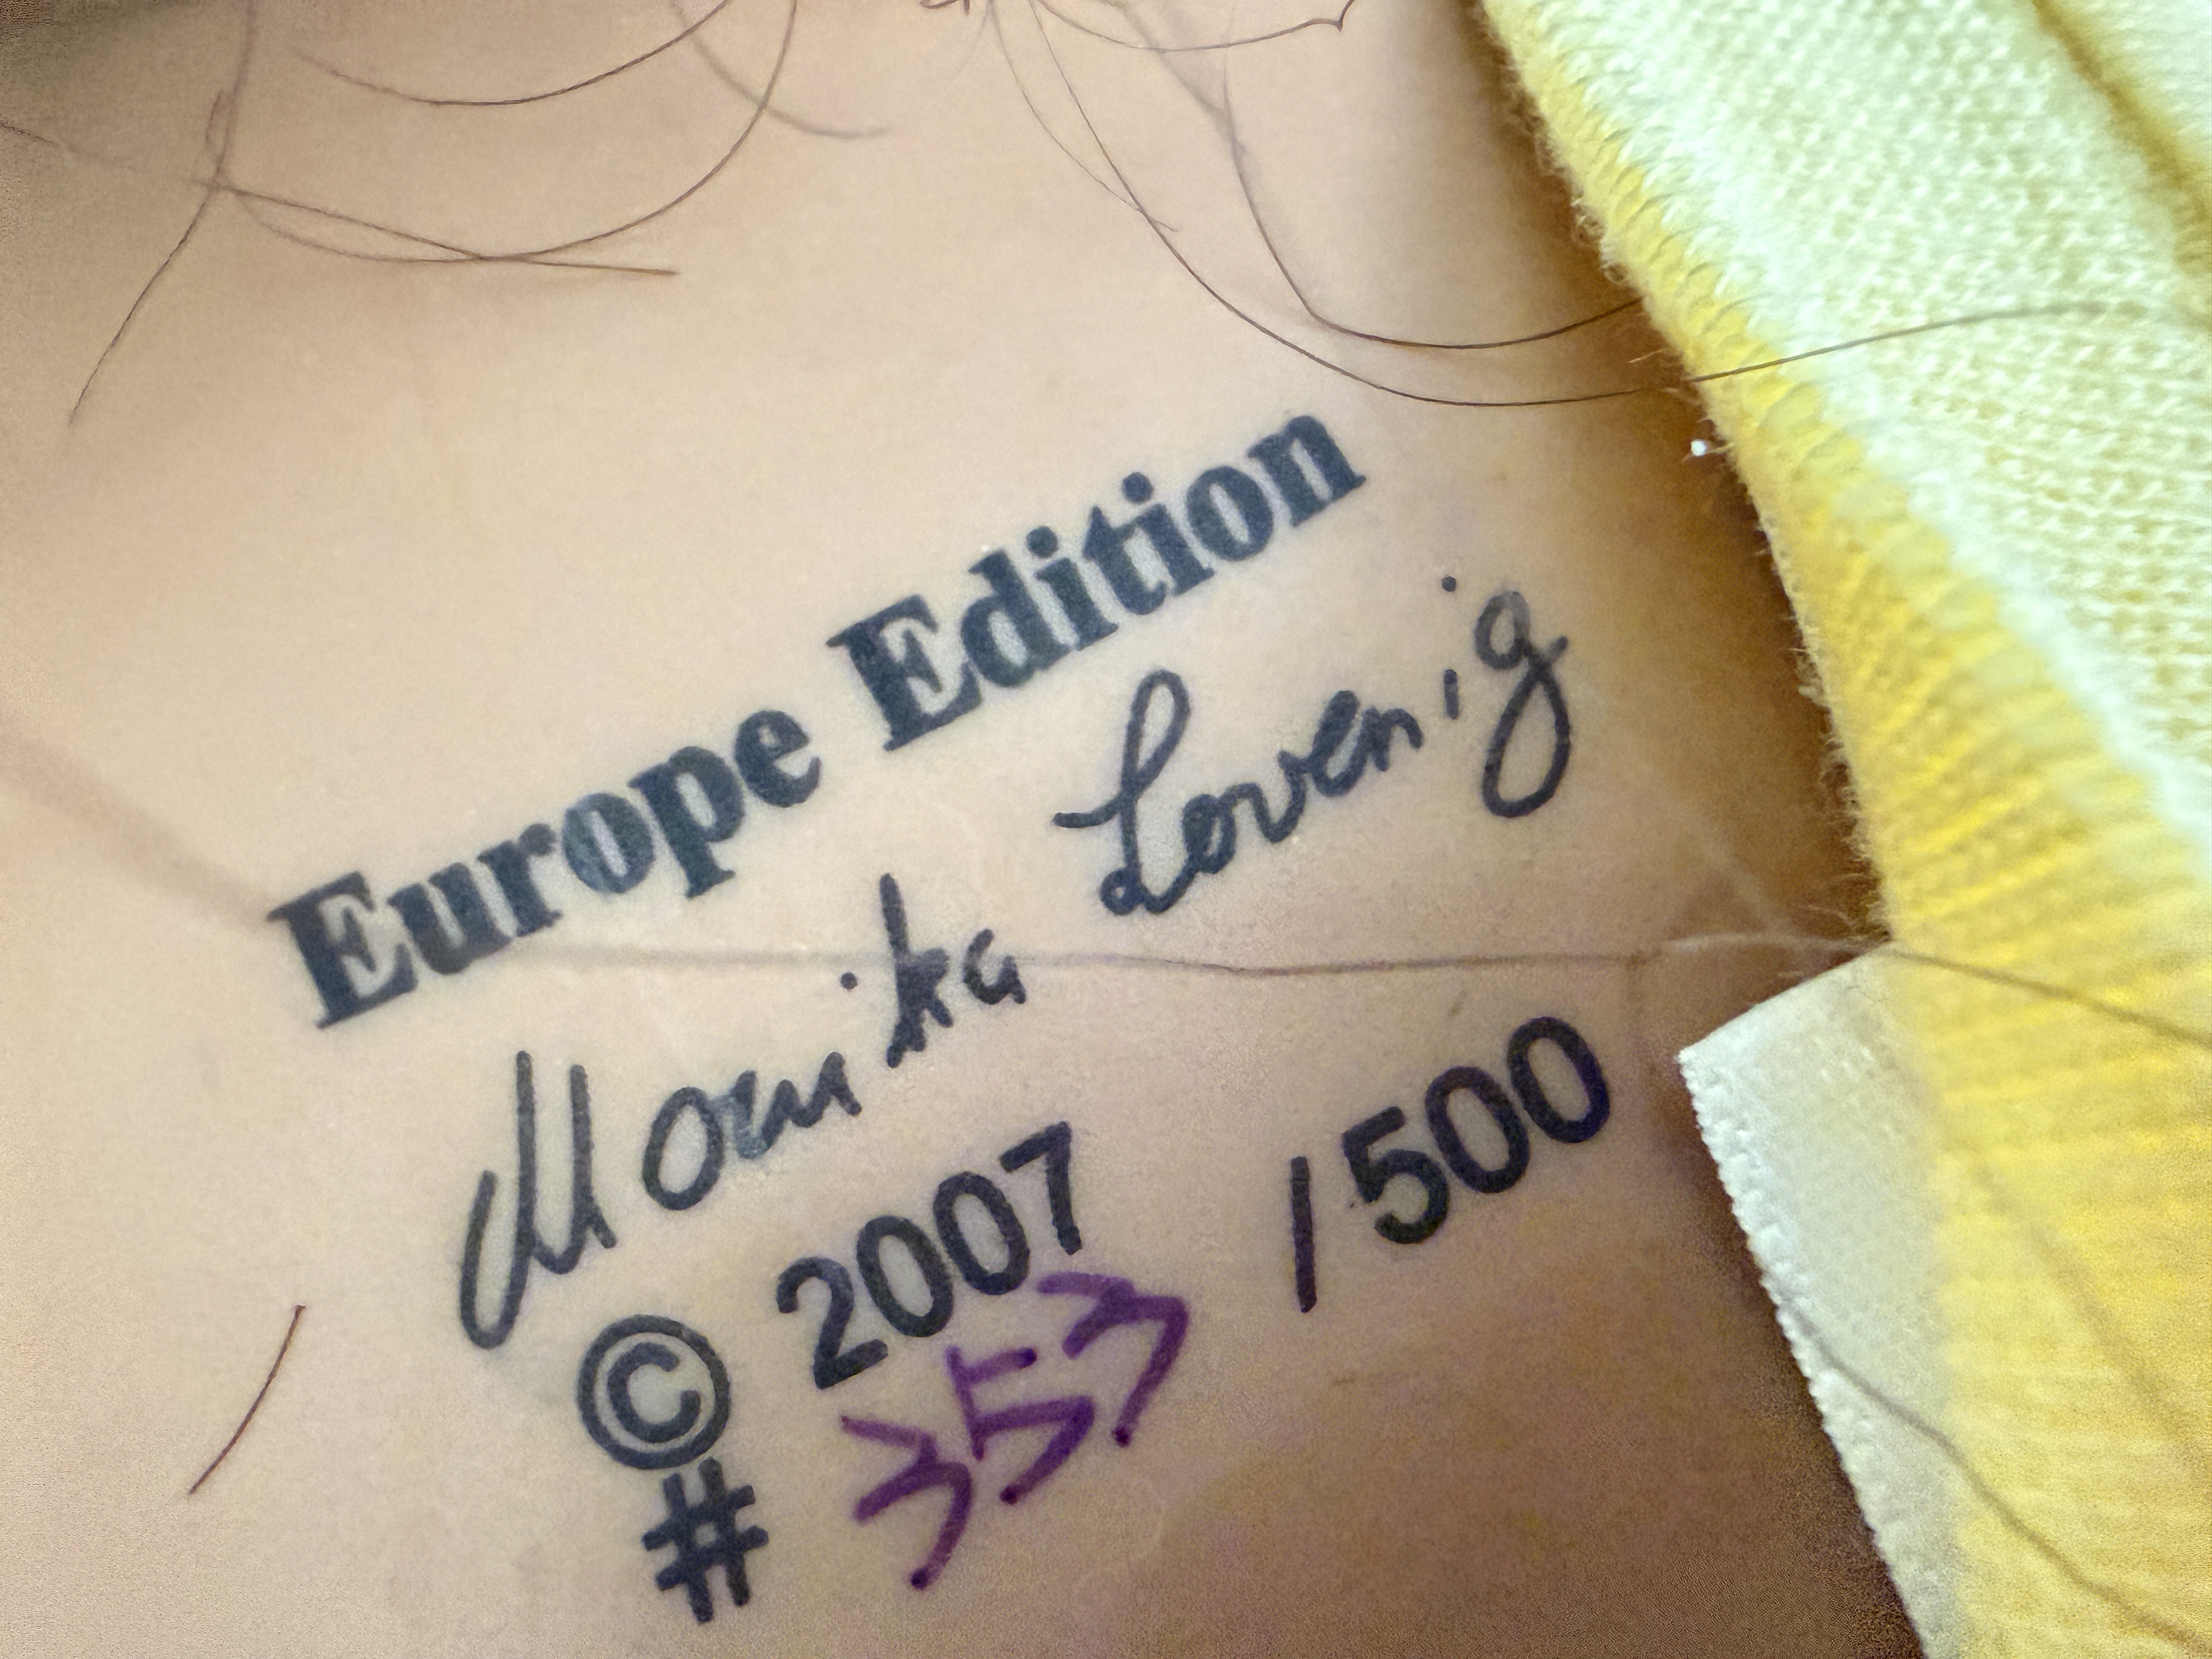 Europe Edition
Monika Levenig
© 2007
# 353 /500